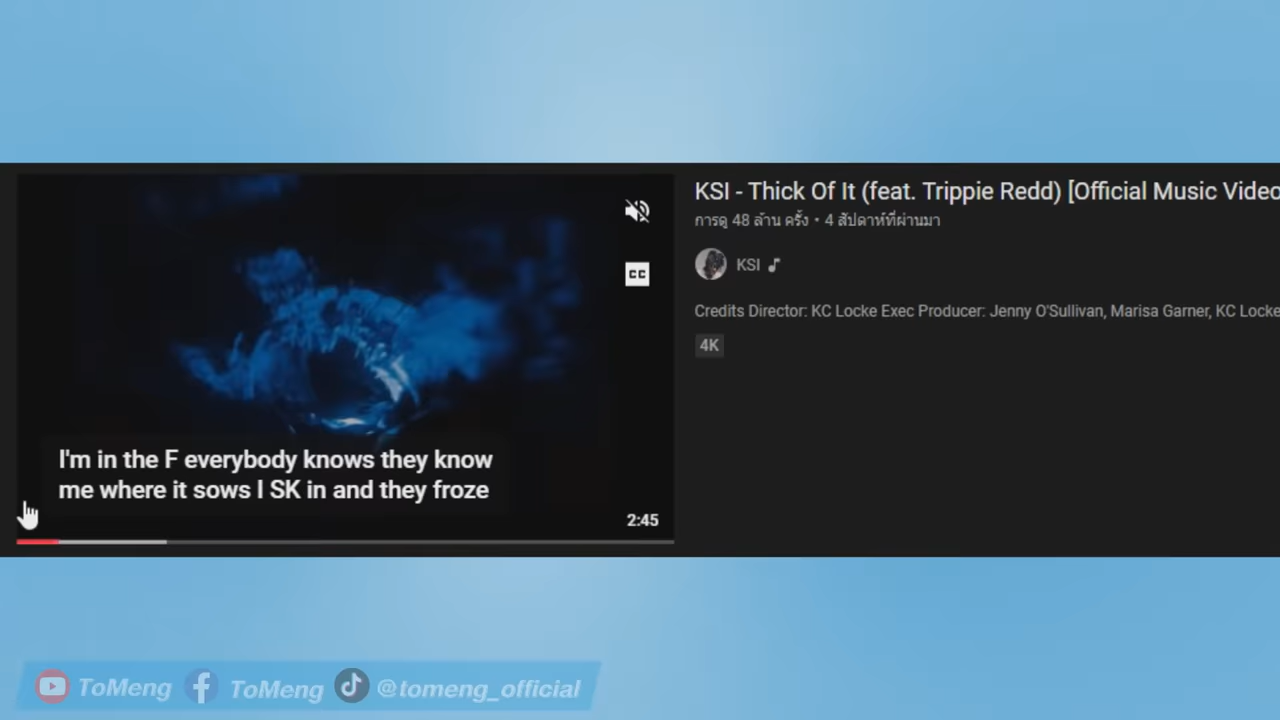 KSI - Thick Of It (feat. Trippie Redd) [Official Music Video
การดู 48 ล้าน ครั้ง • 4 สัปดาห์ที่ผ่านมา
KSI
Credits Director: KC Locke Exec Producer: Jenny O'Sullivan, Marisa Garner, KC Locke
4K
CC
I'm in the F everybody knows they know
me where it sows I SK in and they froze
2:45
ToMeng ToMeng @tomeng_official